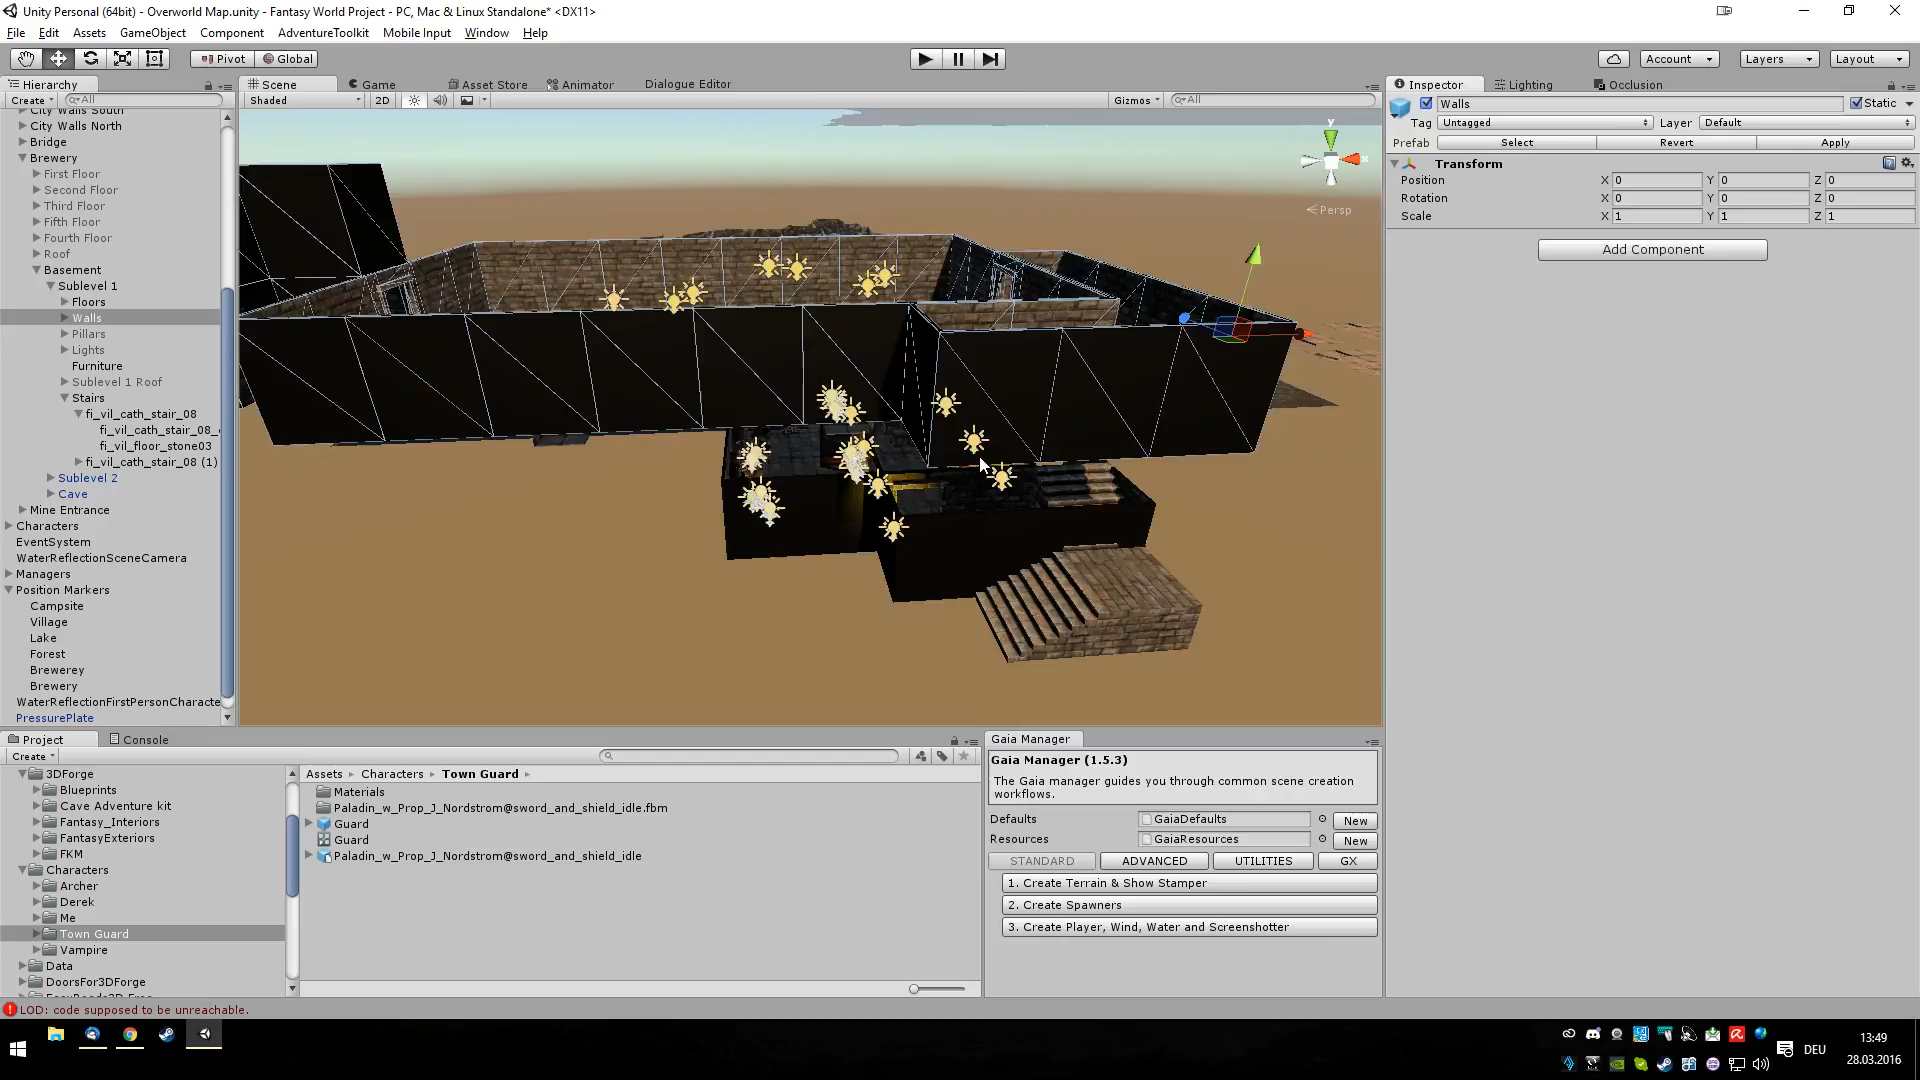 Unity Personal (64bit) - Overworld Map.unity - Fantasy World Project - PC, Mac & Linux Standalone* <DX11>
File Edit Assets GameObject Component AdventureToolkit Mobile Input Window Help
Pivot Global Account Layers Layout
Hierarchy Scene Game Asset Store Animator Dialogue Editor Inspector Lighting Occlusion
Create All Shaded 2D Gizmos All Walls Static
City Walls South
City Walls North
Bridge
Brewery
First Floor
Second Floor
Third Floor
Fifth Floor
Fourth Floor
Roof
Basement
Sublevel 1
Floors
Walls
Pillars
Lights
Furniture
Sublevel 1 Roof
Stairs
fi_vil_cath_stair_08
fi_vil_cath_stair_08_
fi_vil_floor_stone03
fi_vil_cath_stair_08 (1)
Sublevel 2
Cave
Mine Entrance
Characters
EventSystem
WaterReflectionSceneCamera
Managers
Position Markers
Campsite
Village
Lake
Forest
Brewerey
Brewery
WaterReflectionFirstPersonCharacte
PressurePlate
y
x
Persp
Tag Untagged Layer Default
Prefab Select Revert Apply
Transform
Position X 0 Y 0 Z 0
Rotation X 0 Y 0 Z 0
Scale X 1 Y 1 Z 1
Add Component
Project Console
Create
3DForge
Blueprints
Cave Adventure kit
Fantasy_Interiors
FantasyExteriors
FKM
Characters
Archer
Derek
Me
Town Guard
Vampire
Data
DoorsFor3DForge
Assets Characters Town Guard
Materials
Paladin_w_Prop_J_Nordstrom@sword_and_shield_idle.fbm
Guard
Guard
Paladin_w_Prop_J_Nordstrom@sword_and_shield_idle
Gaia Manager
Gaia Manager (1.5.3)
The Gaia manager guides you through common scene creation
workflows.
Defaults GaiaDefaults New
Resources GaiaResources New
STANDARD ADVANCED UTILITIES GX
1. Create Terrain & Show Stamper
2. Create Spawners
3. Create Player, Wind, Water and Screenshotter
LOD: code supposed to be unreachable.
DEU
13:49
28.03.2016